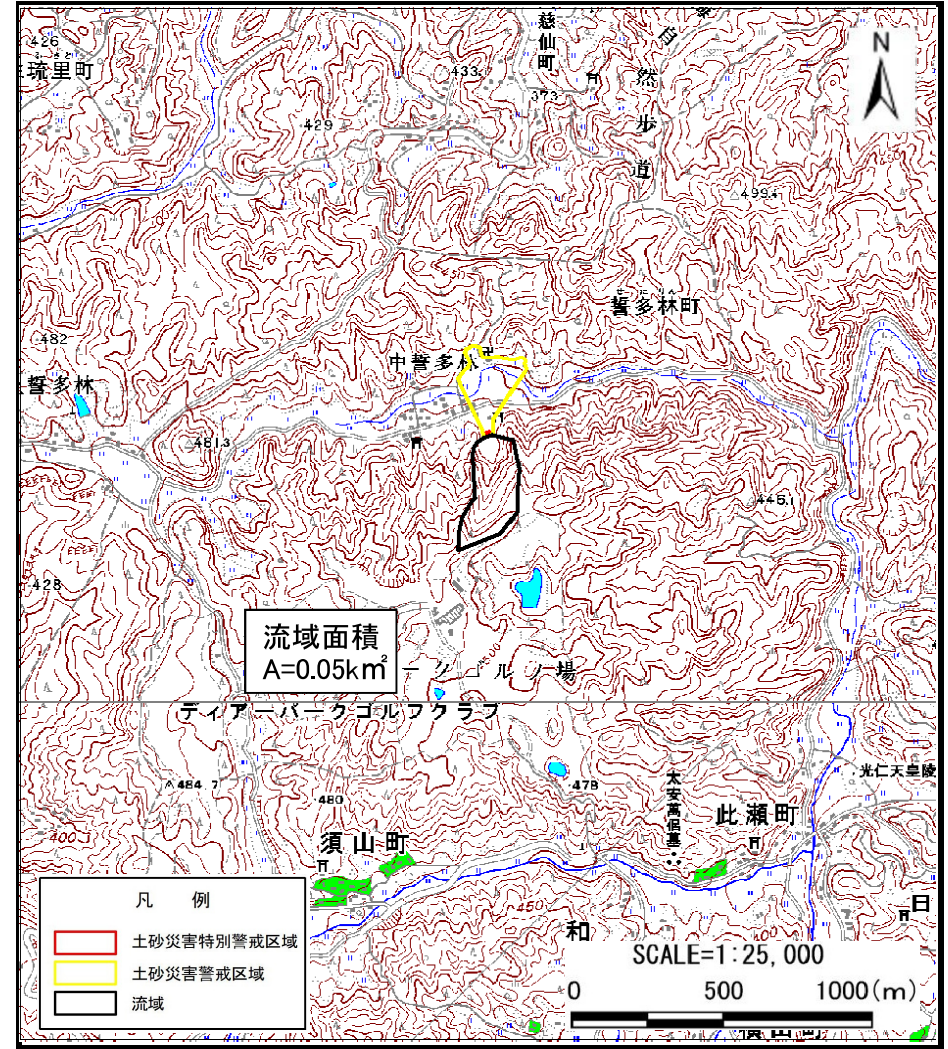 慈仙町
自然歩道
N
426
琉里町
433
373
429
499.4
誓多林町
482
中誓多林
誓多林
481.3
445.1
428
流域面積
A=0.05km²
ークゴルフ場
ディアーパークゴルフクラブ
484.7
480
478
太安萬侶墓
此瀬町
光仁天皇陵
400
須山町
450
日
和
凡 例
土砂災害特別警戒区域
土砂災害警戒区域
流域
SCALE=1:25,000
0 500 1000(m)